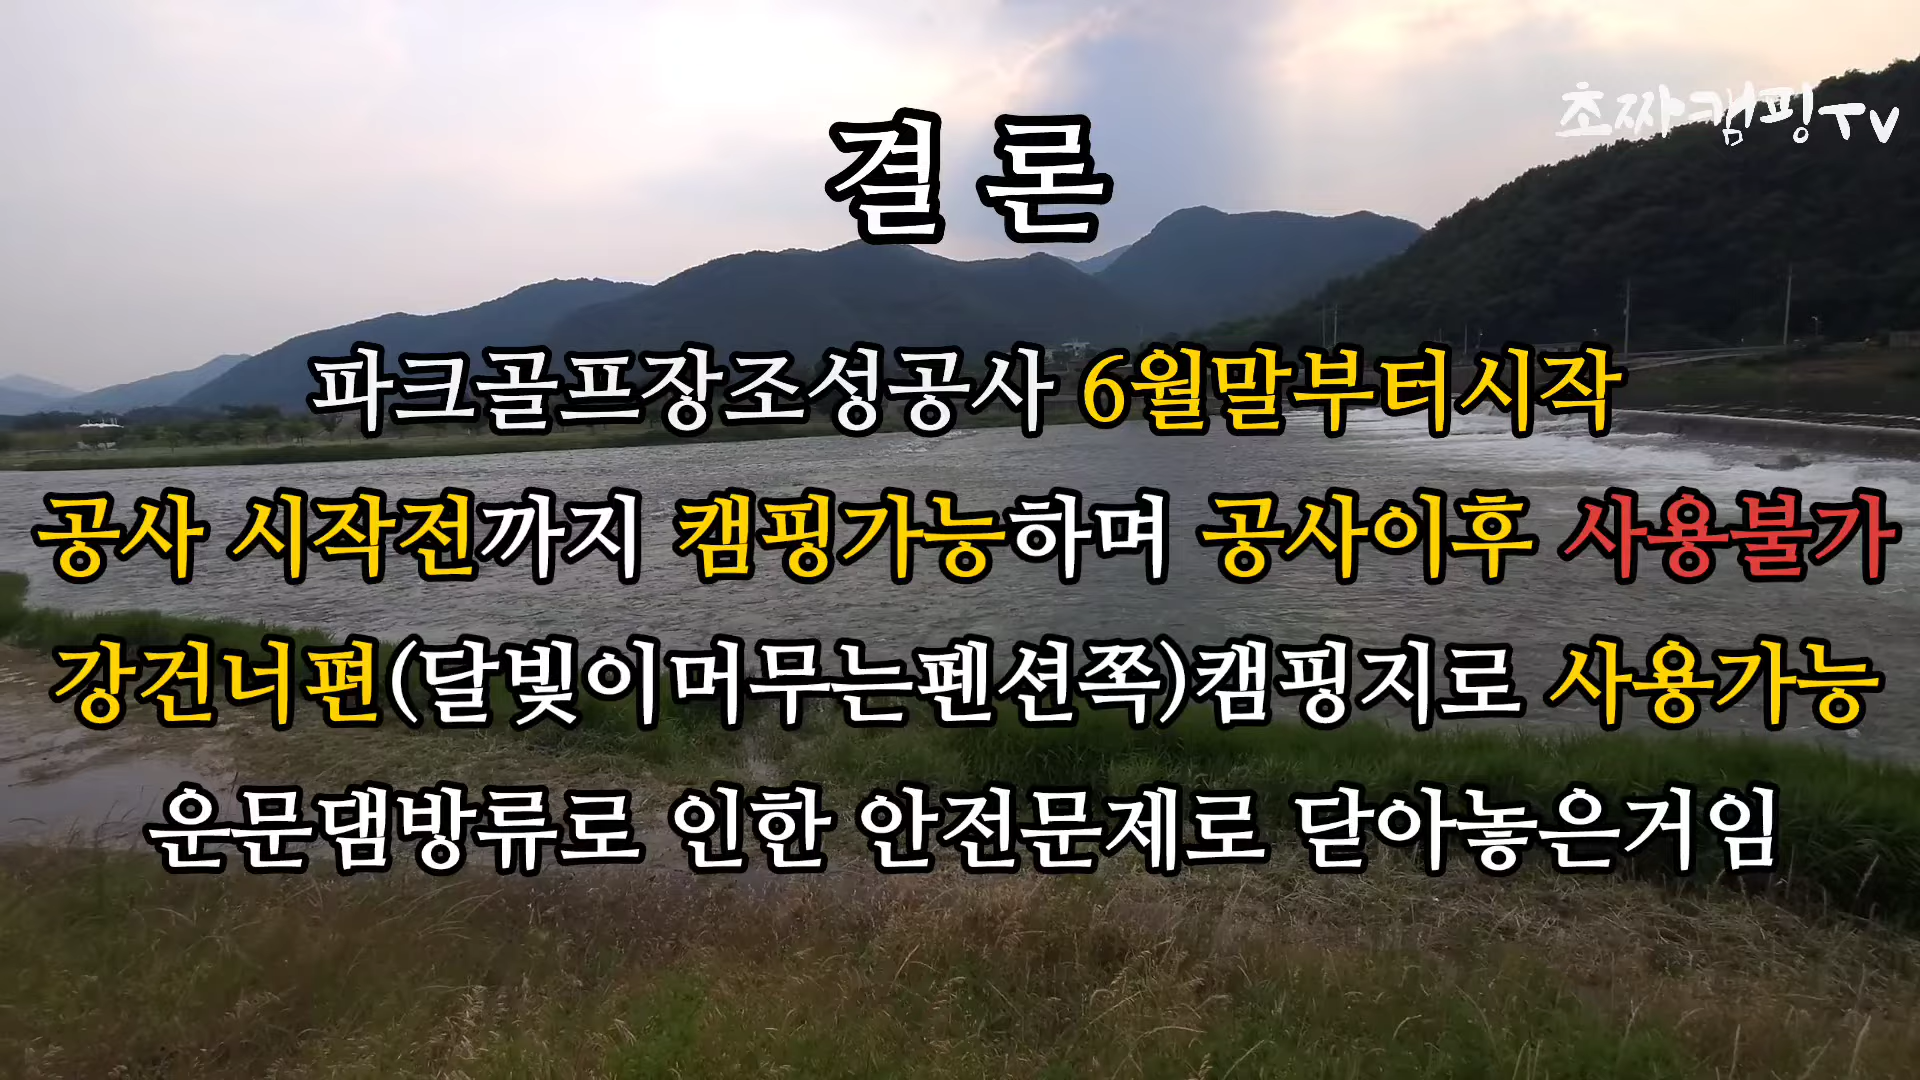 초짜캠핑TV
결 론
파크골프장조성공사 6월말부터시작
공사 시작전까지 캠핑가능하며 공사이후 사용불가
강건너편(달빛이머무는펜션쪽)캠핑지로 사용가능
운문댐방류로 인한 안전문제로 닫아놓은거임